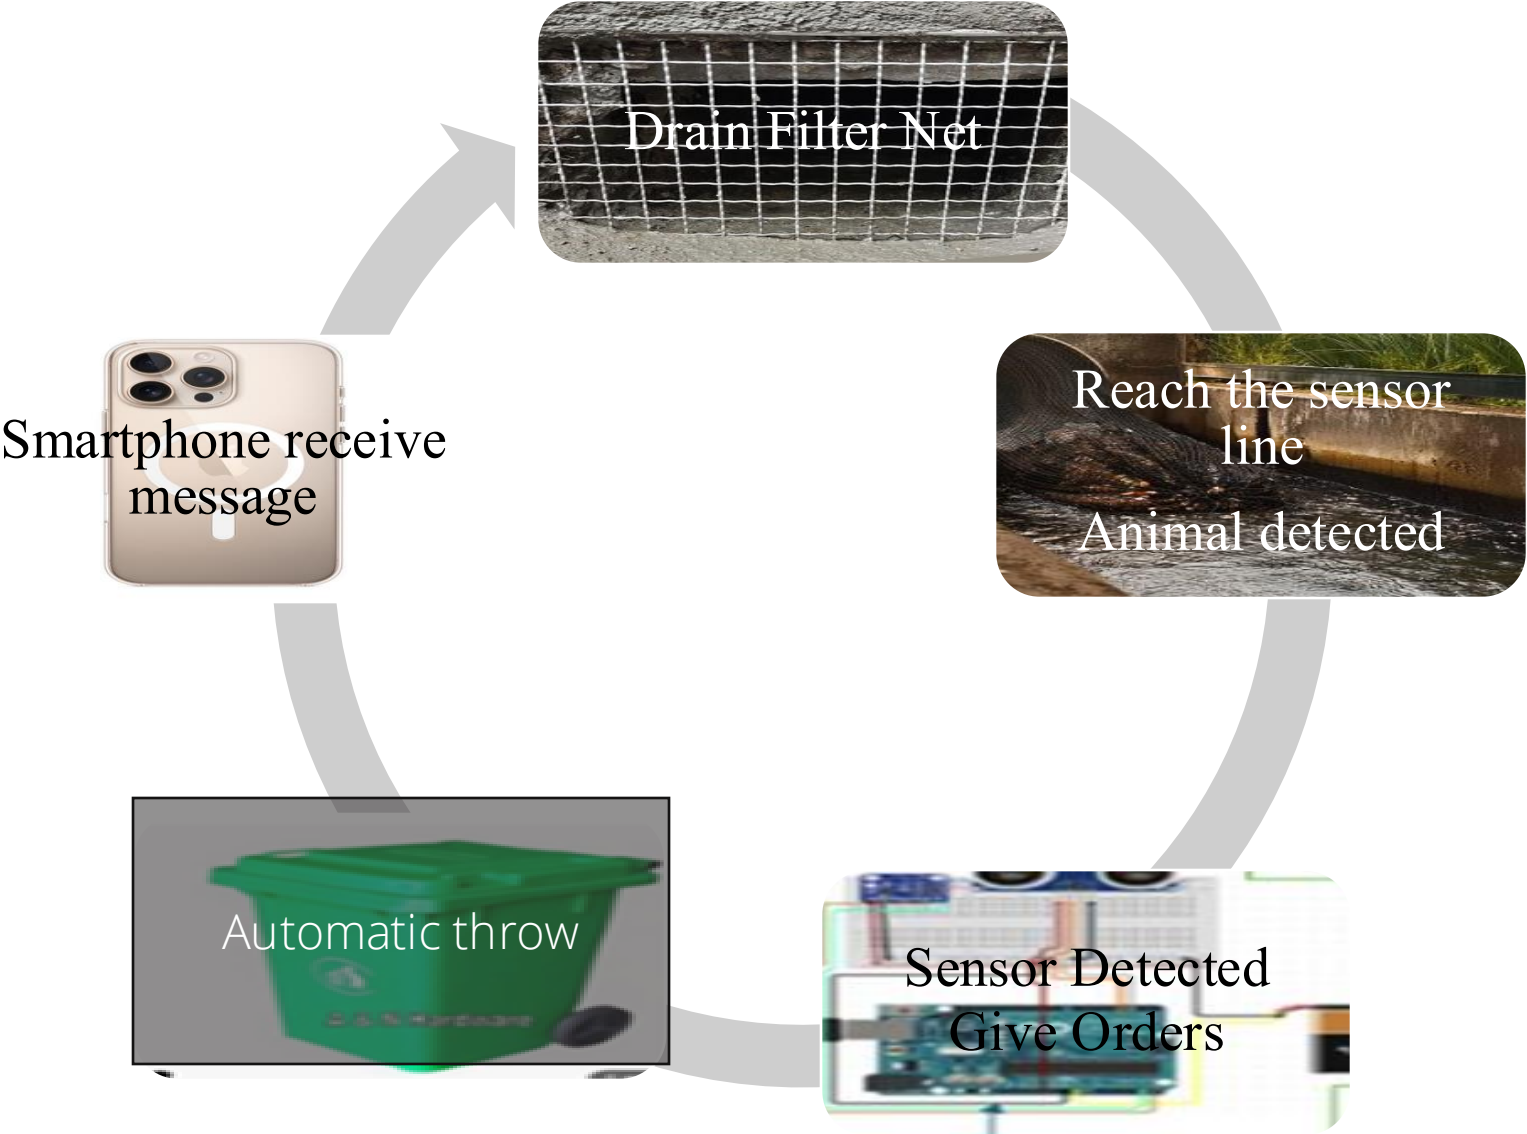 Drain Filter Net
Reach the sensor
line
Animal detected
Sensor Detected
Give Orders
Automatic throw
Smartphone receive
message